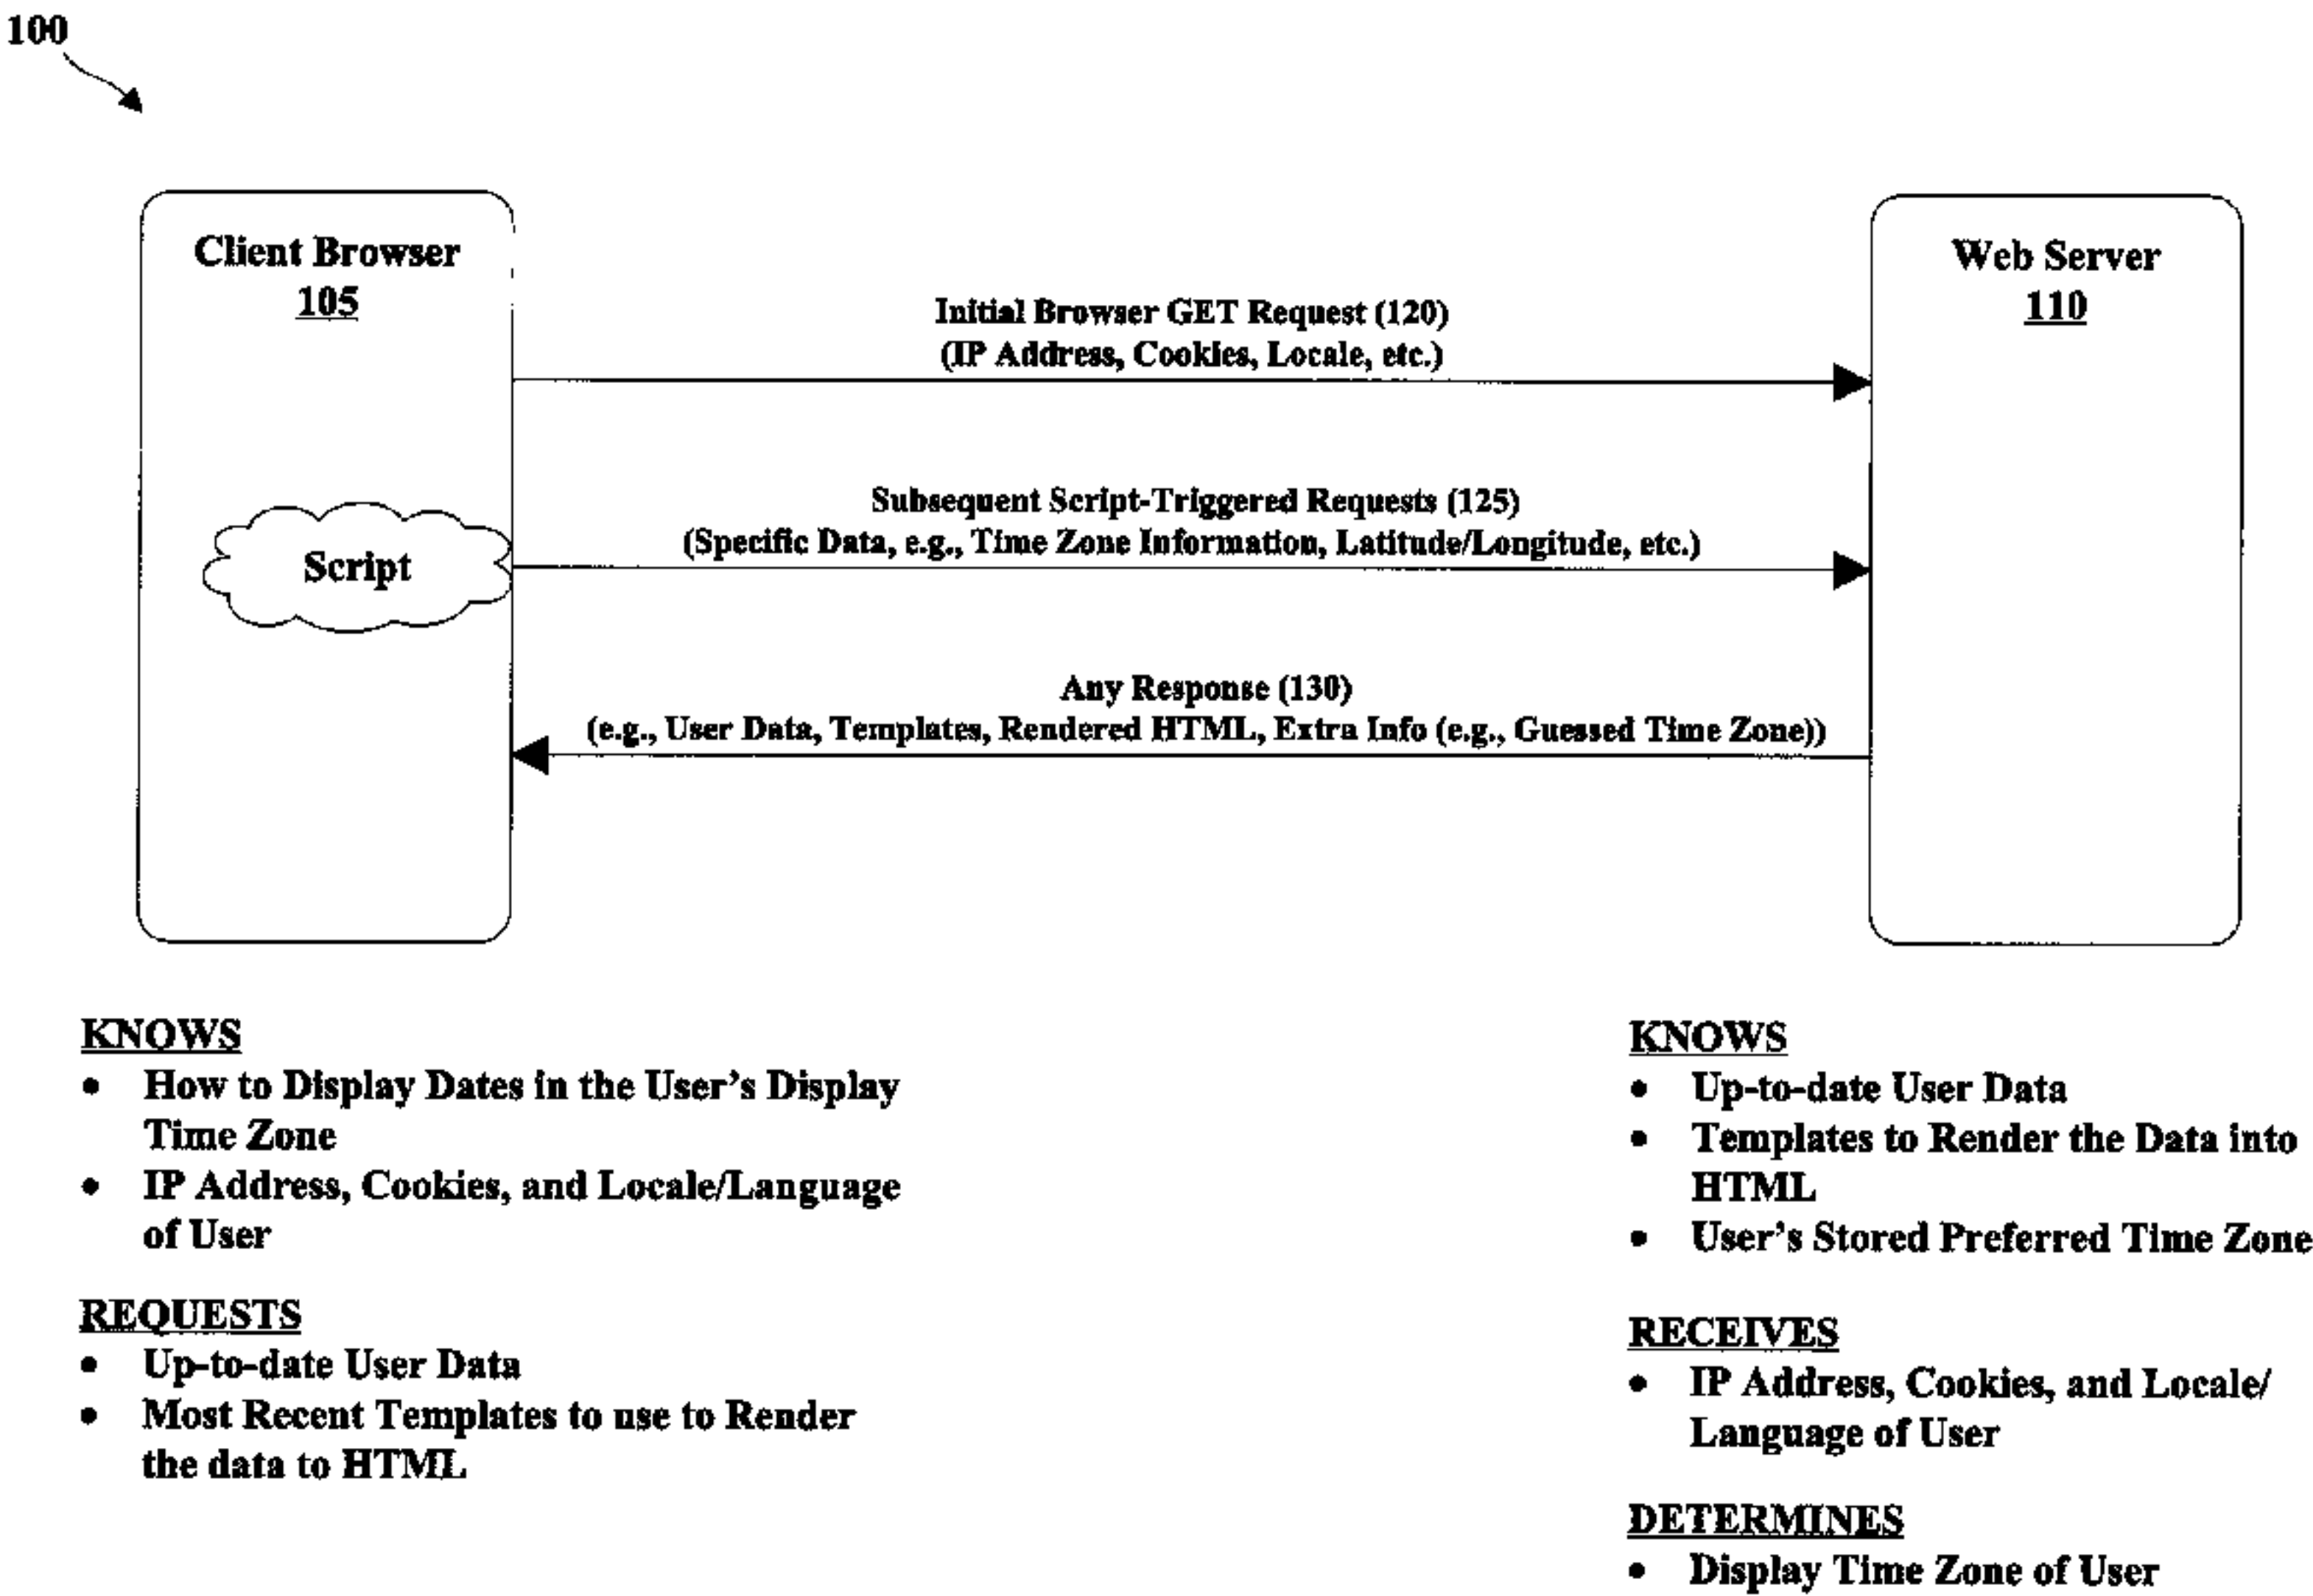 100
Client Browser
105
Web Server
110
Initial Browser GET Request (120)
(IP Address, Cookies, Locale, etc.)
Subsequent Script-Triggered Requests (125)
(Specific Data, e.g., Time Zone Information, Latitude/Longitude, etc.)
Script
Any Response (130)
(e.g., User Data, Templates, Rendered HTML, Extra Info (e.g., Guessed Time Zone))
KNOWS
• How to Display Dates in the User's Display
Time Zone
• IP Address, Cookies, and Locale/Language
of User
REQUESTS
• Up-to-date User Data
• Most Recent Templates to use to Render
the data to HTML
KNOWS
• Up-to-date User Data
• Templates to Render the Data into
HTML
• User's Stored Preferred Time Zone
RECEIVES
• IP Address, Cookies, and Locale/
Language of User
DETERMINES
• Display Time Zone of User